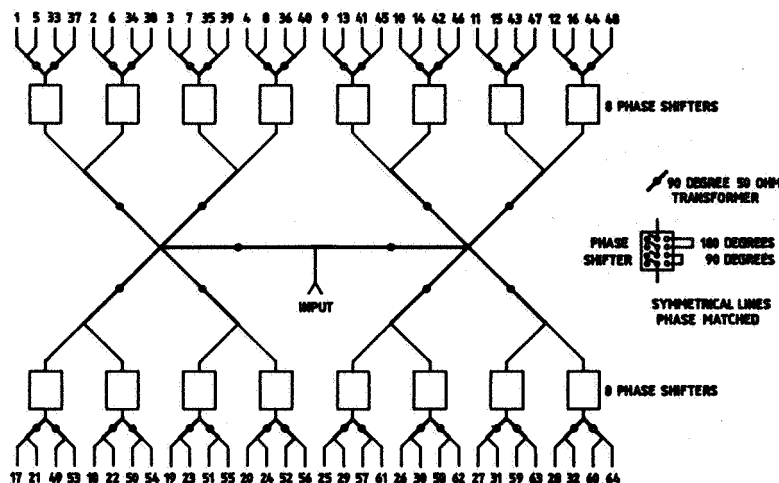 1 5 33 37 2 6 34 38 3 7 35 39 4 8 36 40 9 13 41 45 10 14 42 46 11 15 43 47 12 16 44 48
8 PHASE SHIFTERS
90 DEGREE 50 OHM
TRANSFORMER
PHASE
SHIFTER
180 DEGREES
90 DEGREES
INPUT
SYMMETRICAL LINES
PHASE MATCHED
8 PHASE SHIFTERS
17 21 49 53 18 22 50 54 19 23 51 55 20 24 52 56 25 29 57 61 26 30 58 62 27 31 59 63 28 32 60 64